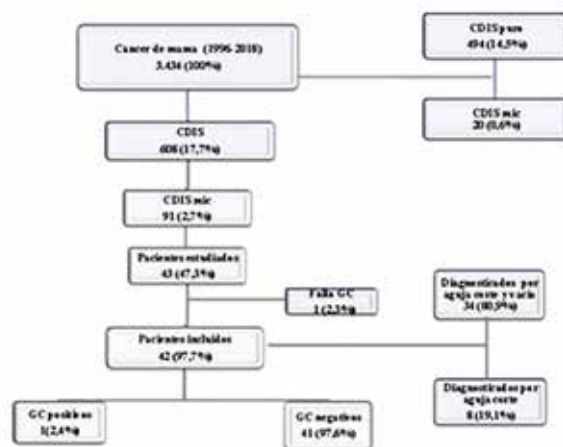 Cancer de mama (1996-2018)
3.434 (100%)
CDIS puro
494 (14,5%)
CDIS mic
20 (0,6%)
CDIS
608 (17,7%)
CDIS mic
91 (2,7%)
Pacientes estudiados
43 (47,3%)
Falla GC
1 (2,3%)
Pacientes incluidos
42 (97,7%)
Diagnosticados por
aguja corte y vacío
34 (80,9%)
Diagnosticados por
aguja corte
8 (19,1%)
GC positivos
1(2,4%)
GC negativos
41 (97,6%)